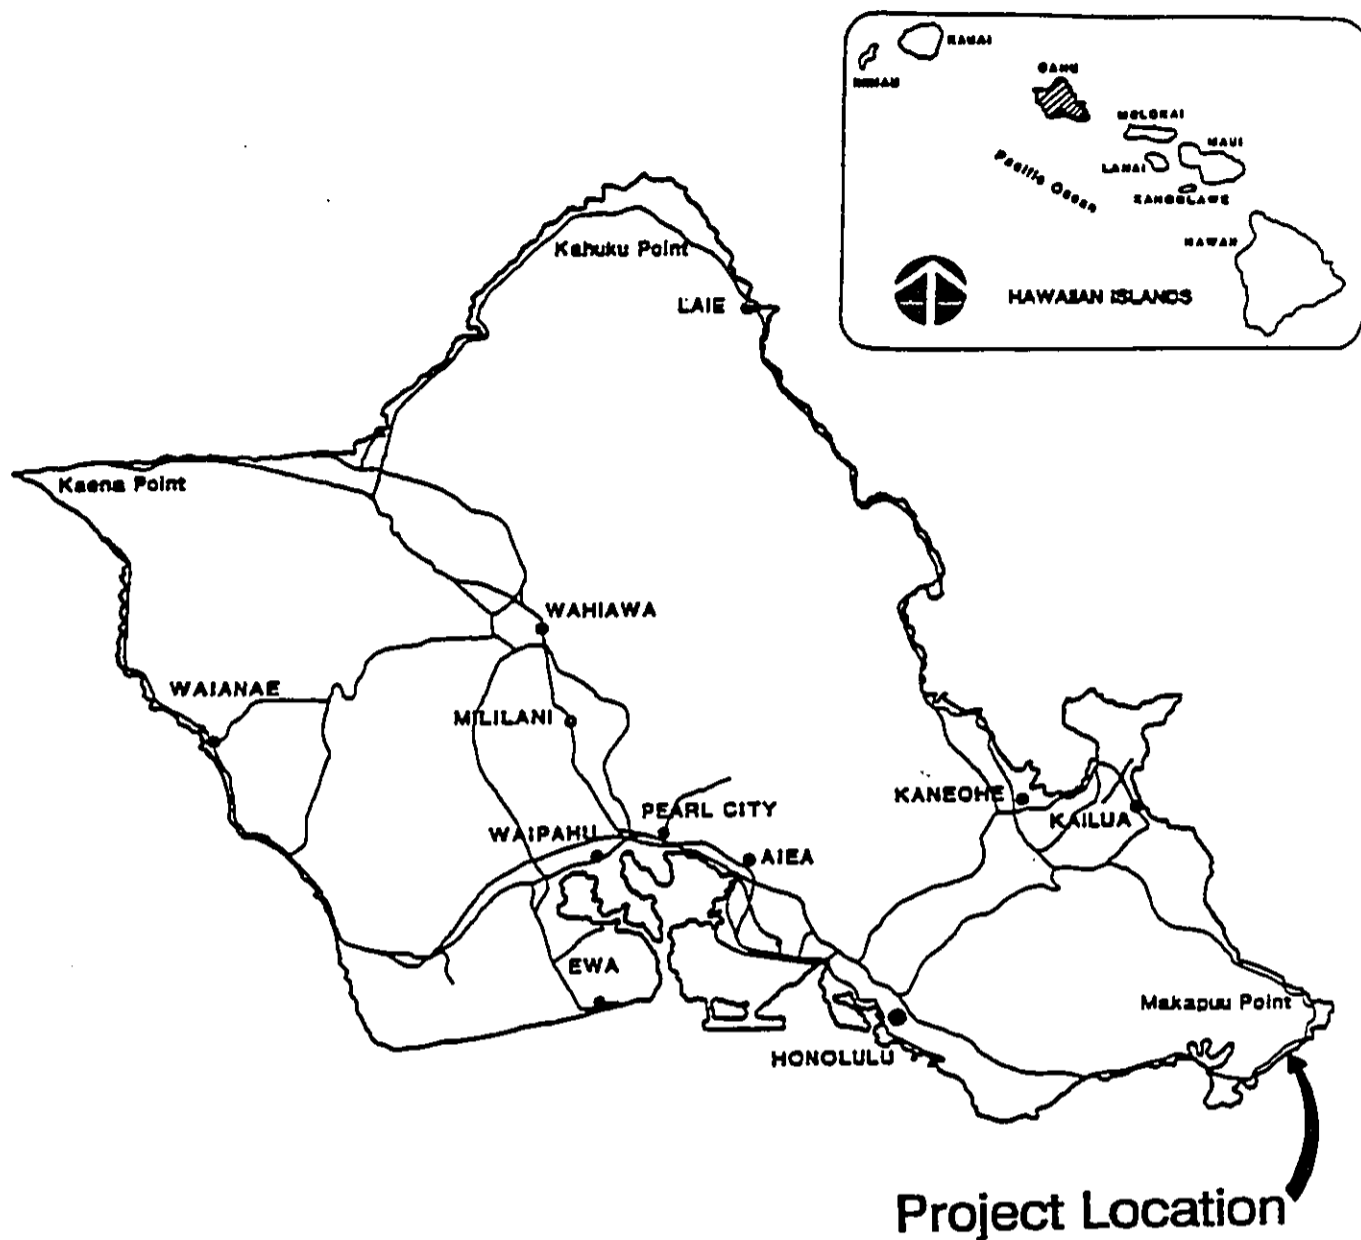 KAUAI
NIIHAU
OAHU
MOLOKAI
MAUI
LANAI
Pacific Ocean
KAHOOLAWE
HAWAII
HAWAIIAN ISLANDS
Kahuku Point
LAIE
Kaena Point
WAHIAWA
WAIANAE
MILILANI
KANEOHE
PEARL CITY
KAILUA
WAIPAHU
AIEA
EWA
Makapuu Point
HONOLULU
Project Location